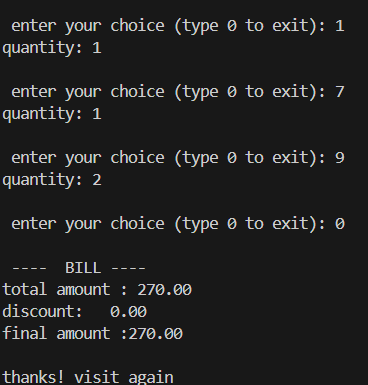 enter your choice (type 0 to exit): 1
quantity: 1
enter your choice (type 0 to exit): 7
quantity: 1
enter your choice (type 0 to exit): 9
quantity: 2
enter your choice (type 0 to exit): 0
----  BILL ----
total amount : 270.00
discount:   0.00
final amount :270.00
thanks! visit again